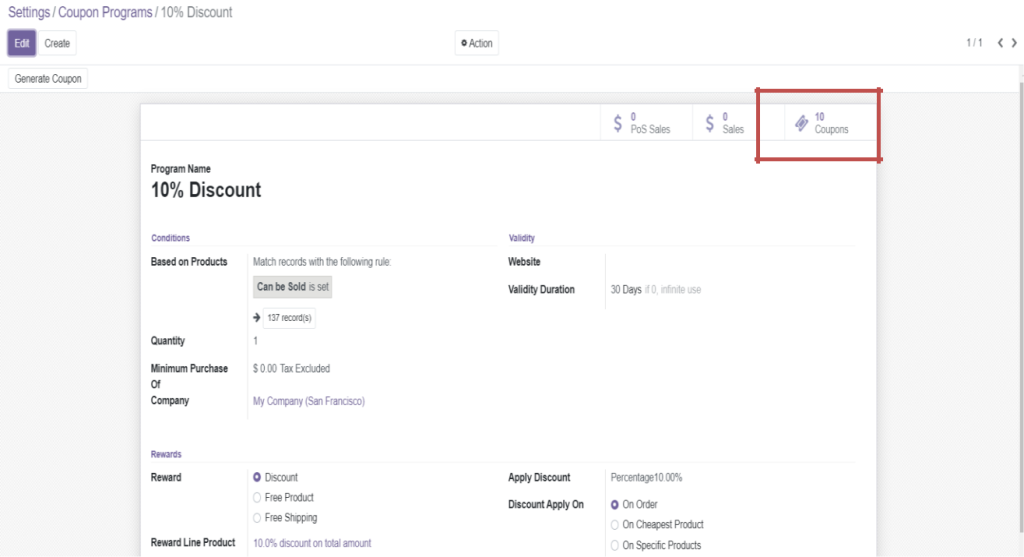 Settings / Coupon Programs / 10% Discount
Edit Create Action 1 / 1
Generate Coupon
0 PoS Sales
0 Sales
10 Coupons
Program Name
10% Discount
Conditions
Based on Products Match records with the following rule:
Can be Sold is set
137 record(s)
Quantity 1
Minimum Purchase Of $ 0.00 Tax Excluded
Company My Company (San Francisco)
Validity
Website
Validity Duration 30 Days if 0, infinite use
Rewards
Reward Discount
Free Product
Free Shipping
Reward Line Product 10.0% discount on total amount
Apply Discount Percentage10.00%
Discount Apply On On Order
On Cheapest Product
On Specific Products